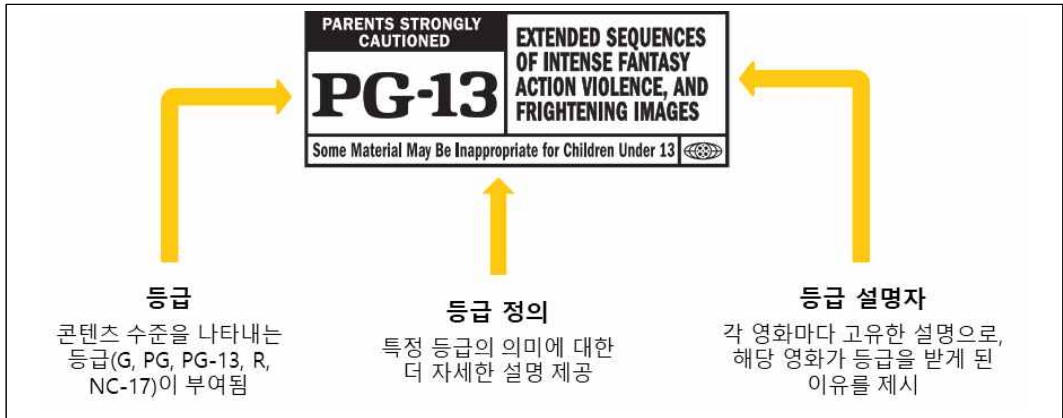 PARENTS STRONGLY
CAUTIONED
PG-13
EXTENDED SEQUENCES
OF INTENSE FANTASY
ACTION VIOLENCE, AND
FRIGHTENING IMAGES
Some Material May Be Inappropriate for Children Under 13
등급
콘텐츠 수준을 나타내는
등급(G, PG, PG-13, R,
NC-17)이 부여됨
등급 정의
특정 등급의 의미에 대한
더 자세한 설명 제공
등급 설명자
각 영화마다 고유한 설명으로,
해당 영화가 등급을 받게 된
이유를 제시